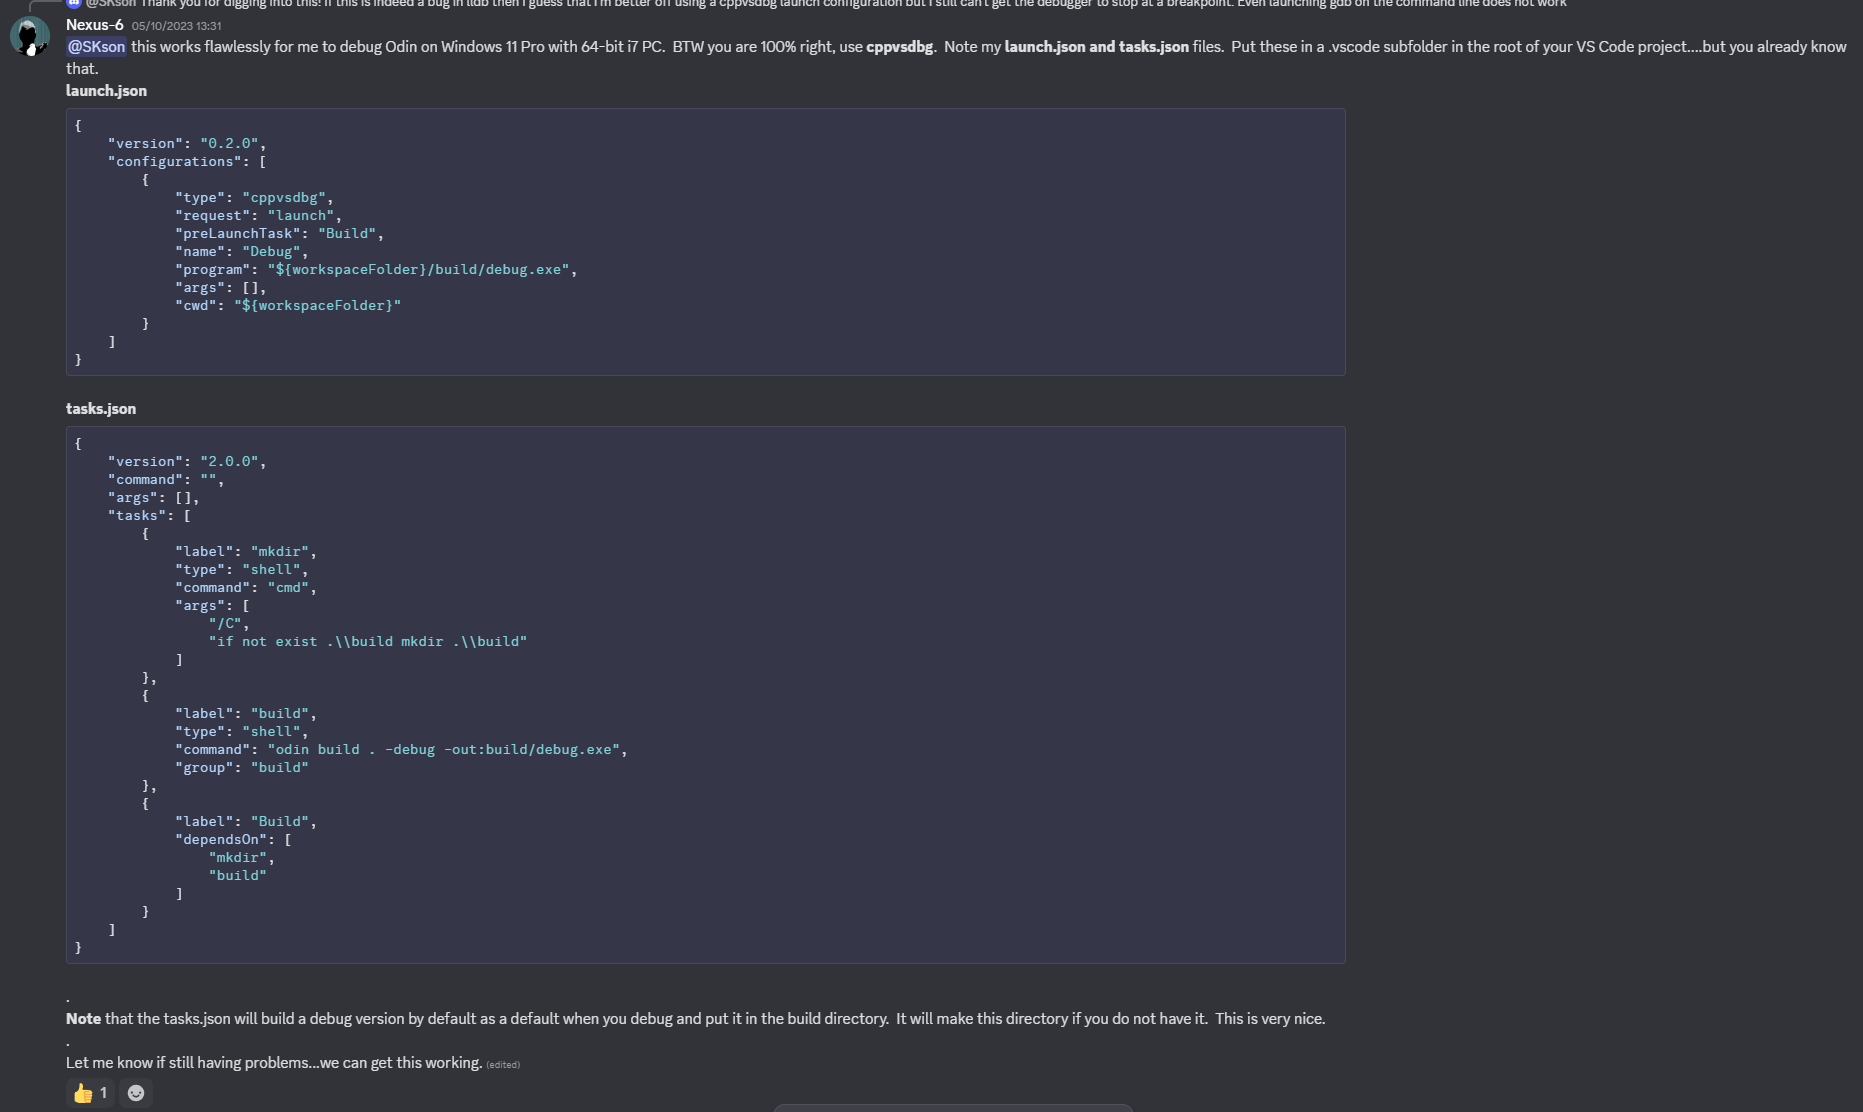 @SKson Thank you for digging into this! If this is indeed a bug in lldb then I guess that I'm better off using a cppvsdbg launch configuration but I still can't get the debugger to stop at a breakpoint. Even launching gdb on the command line does not work
Nexus-6 05/10/2023 13:31
@SKson this works flawlessly for me to debug Odin on Windows 11 Pro with 64-bit i7 PC. BTW you are 100% right, use cppvsdbg. Note my launch.json and tasks.json files. Put these in a .vscode subfolder in the root of your VS Code project....but you already know
that.
launch.json
{
    "version": "0.2.0",
    "configurations": [
        {
            "type": "cppvsdbg",
            "request": "launch",
            "preLaunchTask": "Build",
            "name": "Debug",
            "program": "${workspaceFolder}/build/debug.exe",
            "args": [],
            "cwd": "${workspaceFolder}"
        }
    ]
}
tasks.json
{
    "version": "2.0.0",
    "command": "",
    "args": [],
    "tasks": [
        {
            "label": "mkdir",
            "type": "shell",
            "command": "cmd",
            "args": [
                "/C",
                "if not exist .\\build mkdir .\\build"
            ]
        },
        {
            "label": "build",
            "type": "shell",
            "command": "odin build . -debug -out:build/debug.exe",
            "group": "build"
        },
        {
            "label": "Build",
            "dependsOn": [
                "mkdir",
                "build"
            ]
        }
    ]
}
.
Note that the tasks.json will build a debug version by default as a default when you debug and put it in the build directory. It will make this directory if you do not have it. This is very nice.
.
Let me know if still having problems...we can get this working. (edited)
1